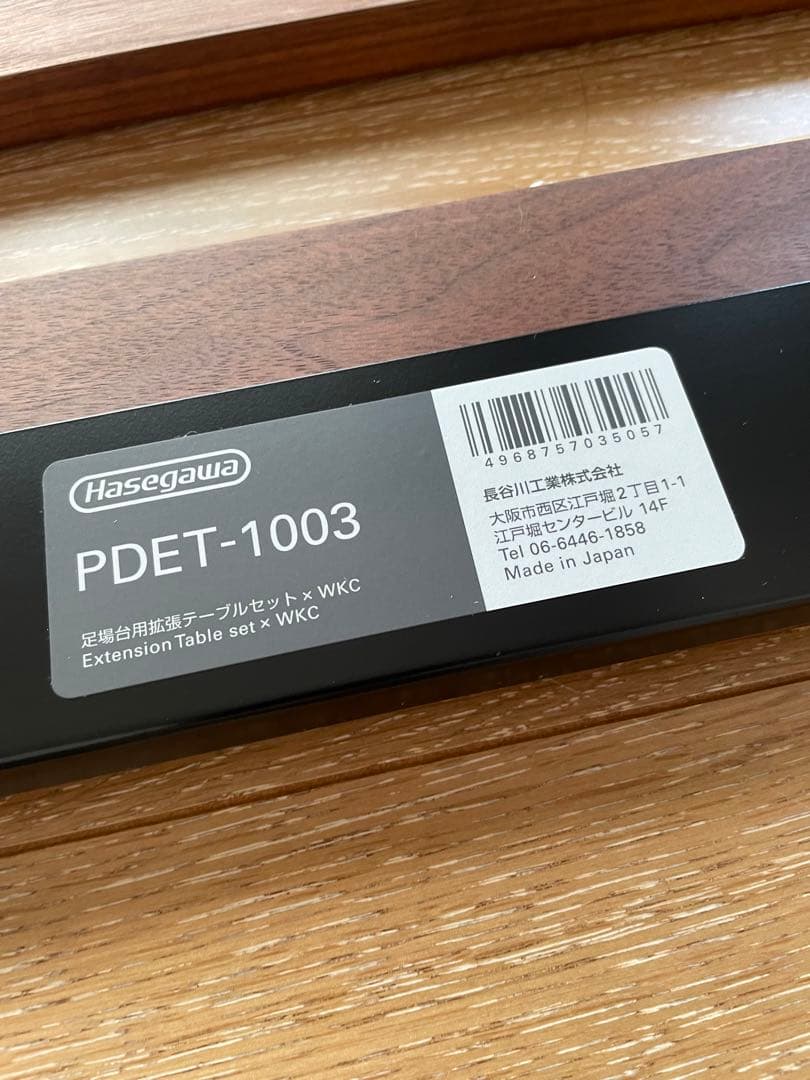 Hasegawa
PDET-1003
足場台用拡張テーブルセット × WKC
Extension Table set × WKC
4968757035057
長谷川工業株式会社
大阪市西区江戸堀2丁目1-1
江戸堀センタービル 14F
Tel 06-6446-1858
Made in Japan